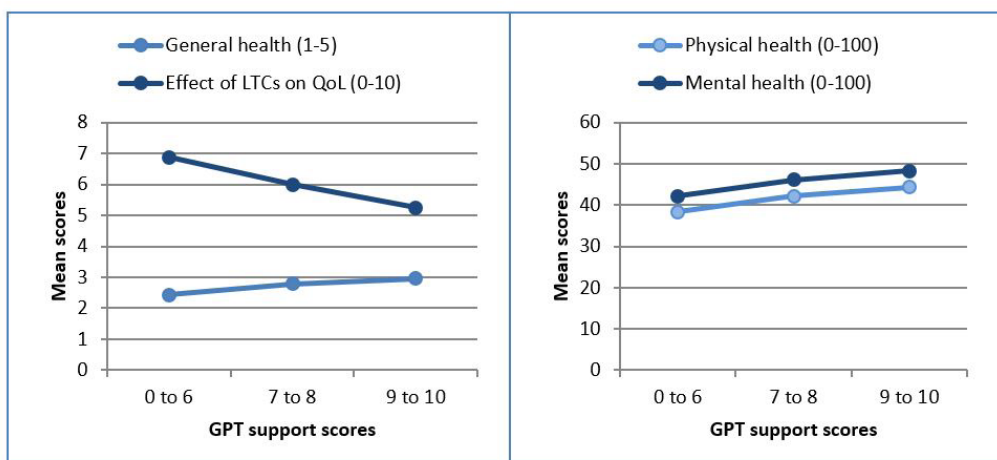 General health (1-5)
Effect of LTCs on QoL (0-10)
8
7
6
5
4
3
2
1
0
Mean scores
0 to 6 7 to 8 9 to 10
GPT support scores
Physical health (0-100)
Mental health (0-100)
60
50
40
30
20
10
0
Mean scores
0 to 6 7 to 8 9 to 10
GPT support scores